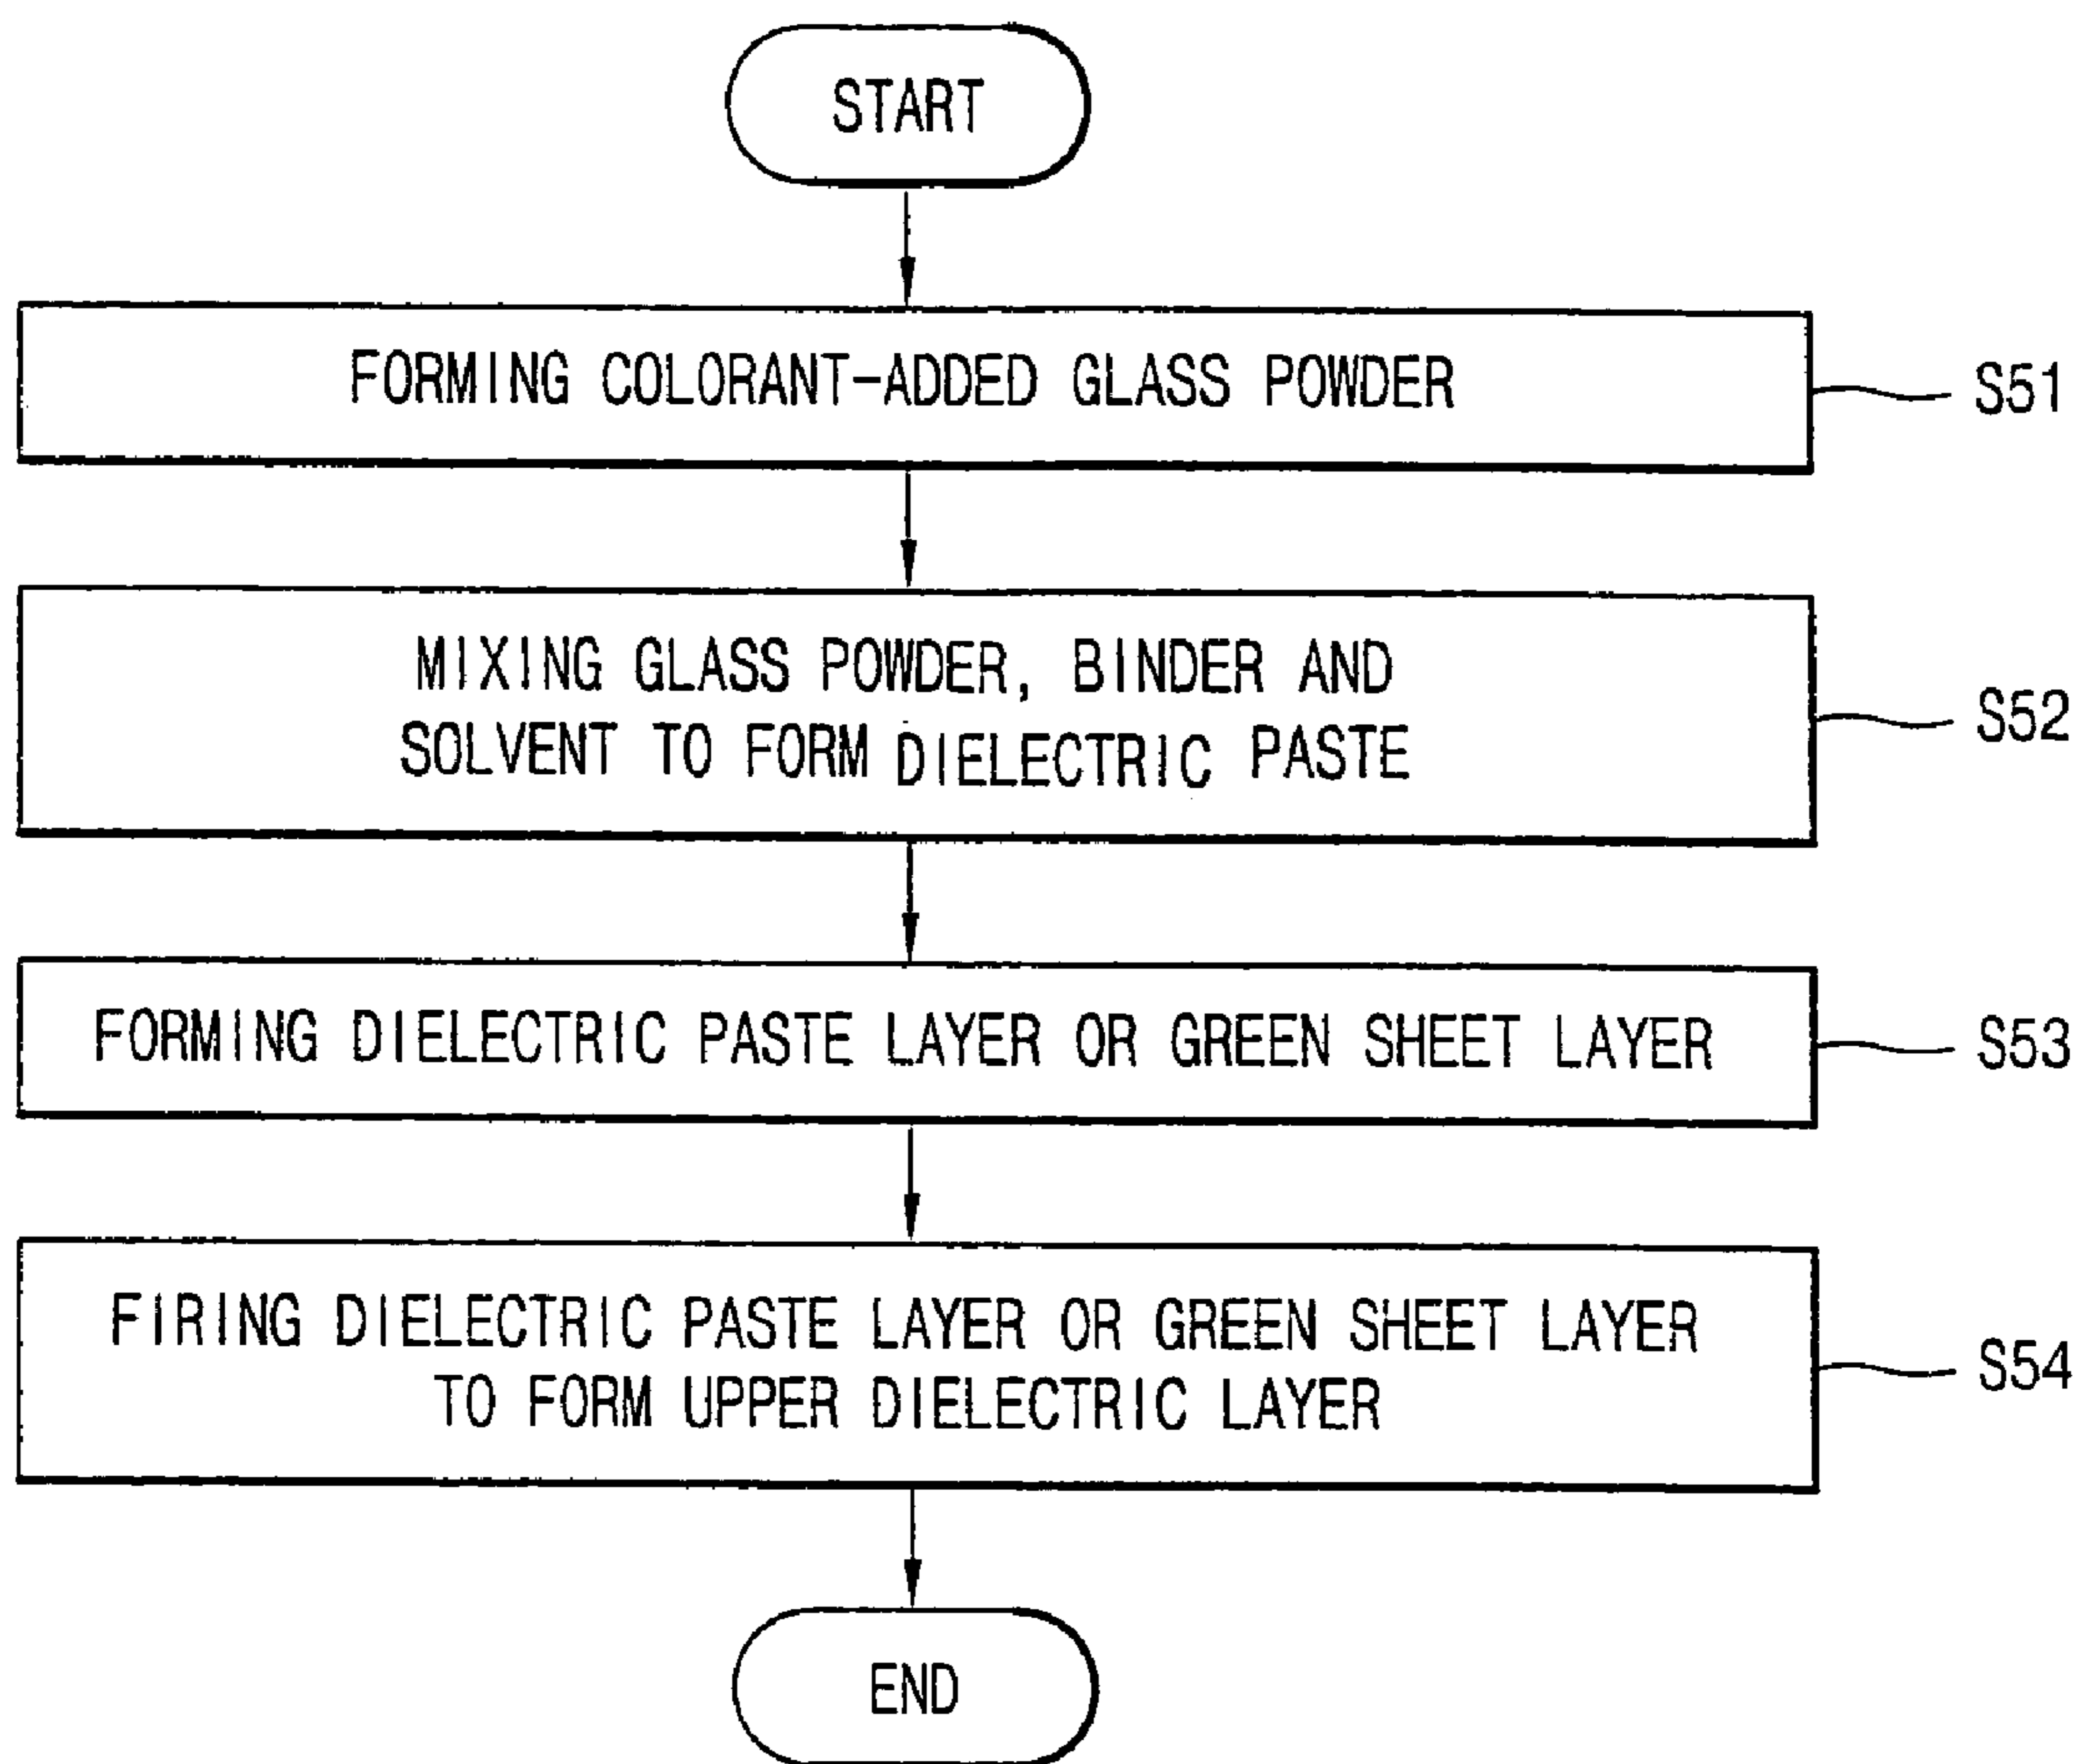 START
FORMING COLORANT-ADDED GLASS POWDER
S51
MIXING GLASS POWDER, BINDER AND
SOLVENT TO FORM DIELECTRIC PASTE
S52
FORMING DIELECTRIC PASTE LAYER OR GREEN SHEET LAYER
S53
FIRING DIELECTRIC PASTE LAYER OR GREEN SHEET LAYER
TO FORM UPPER DIELECTRIC LAYER
S54
END